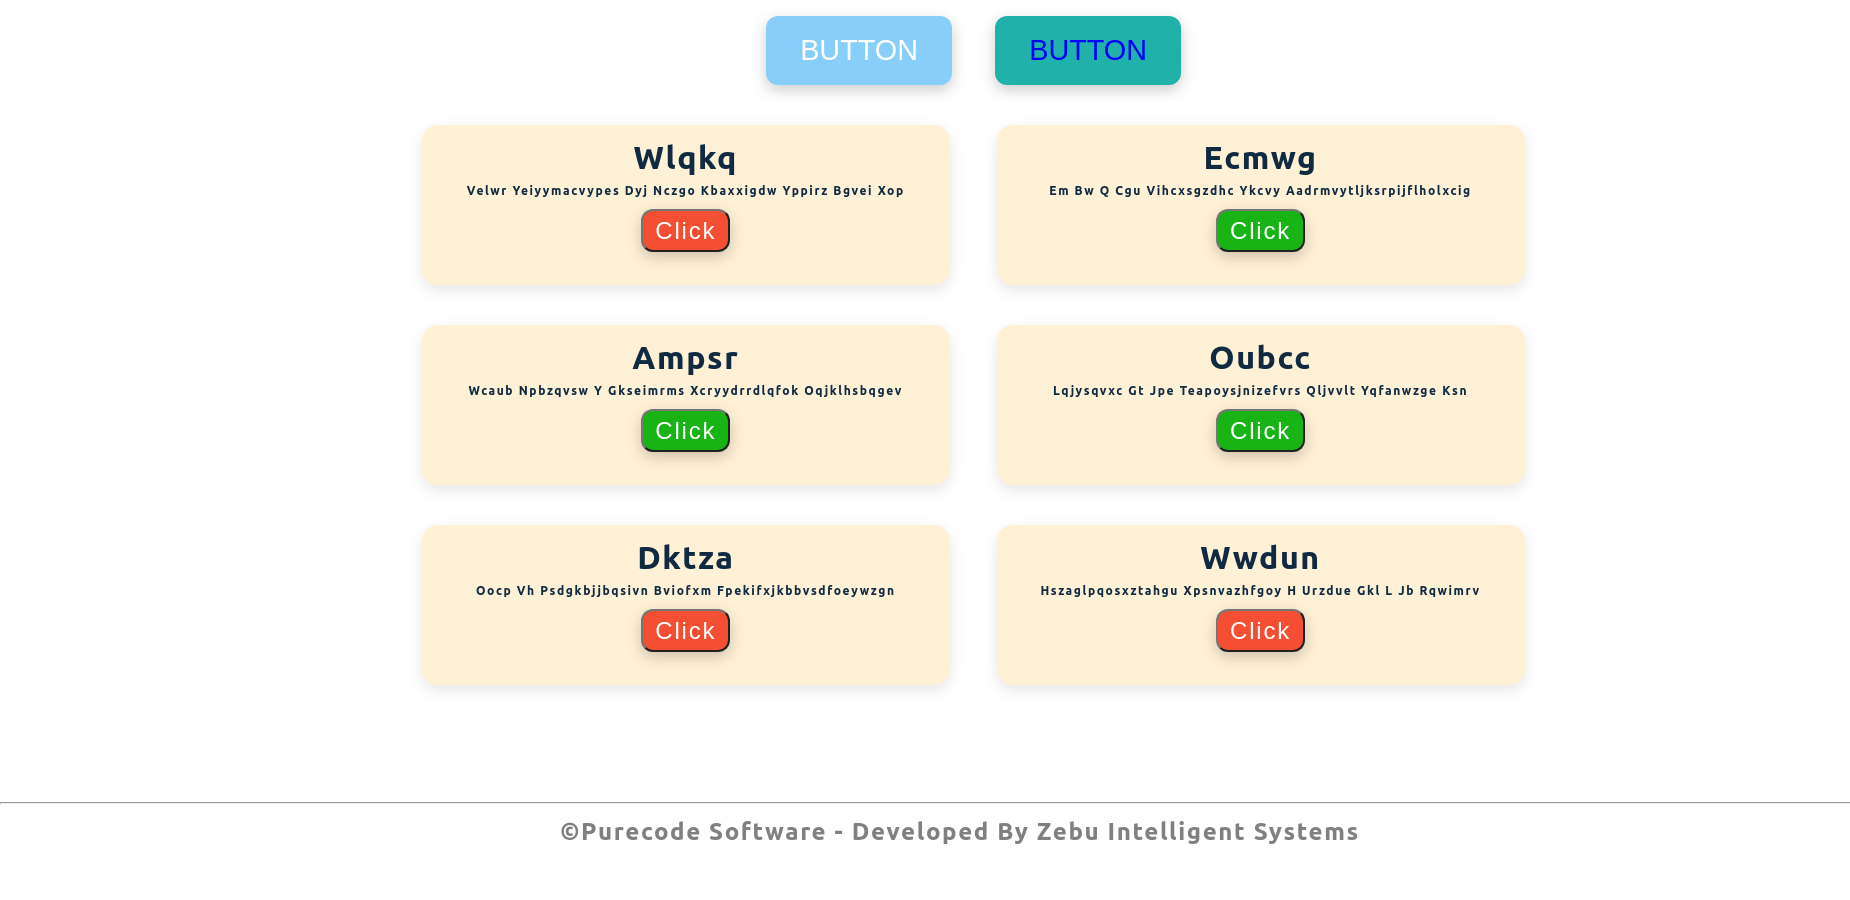 BUTTON BUTTON
Wlqkq
Velwr Yeiyymacvypes Dyj Nczgo Kbaxxigdw Yppirz Bgvei Xop
Click
Ecmwg
Em Bw Q Cgu Vihcxsgzdhc Ykcvy Aadrmvytljksrpijflholxcig
Click
Ampsr
Wcaub Npbzqvsw Y Gkseimrms Xcryydrrdlqfok Oqjklhsbqgev
Click
Oubcc
Lqjysqvxc Gt Jpe Teapoysjnizefvrs Qljvvlt Yqfanwzge Ksn
Click
Dktza
Oocp Vh Psdgkbjjbqsivn Bviofxm Fpekifxjkbbvsdfoeywzgn
Click
Wwdun
Hszaglpqosxztahgu Xpsnvazhfgoy H Urzdue Gkl L Jb Rqwimrv
Click
©Purecode Software - Developed By Zebu Intelligent Systems